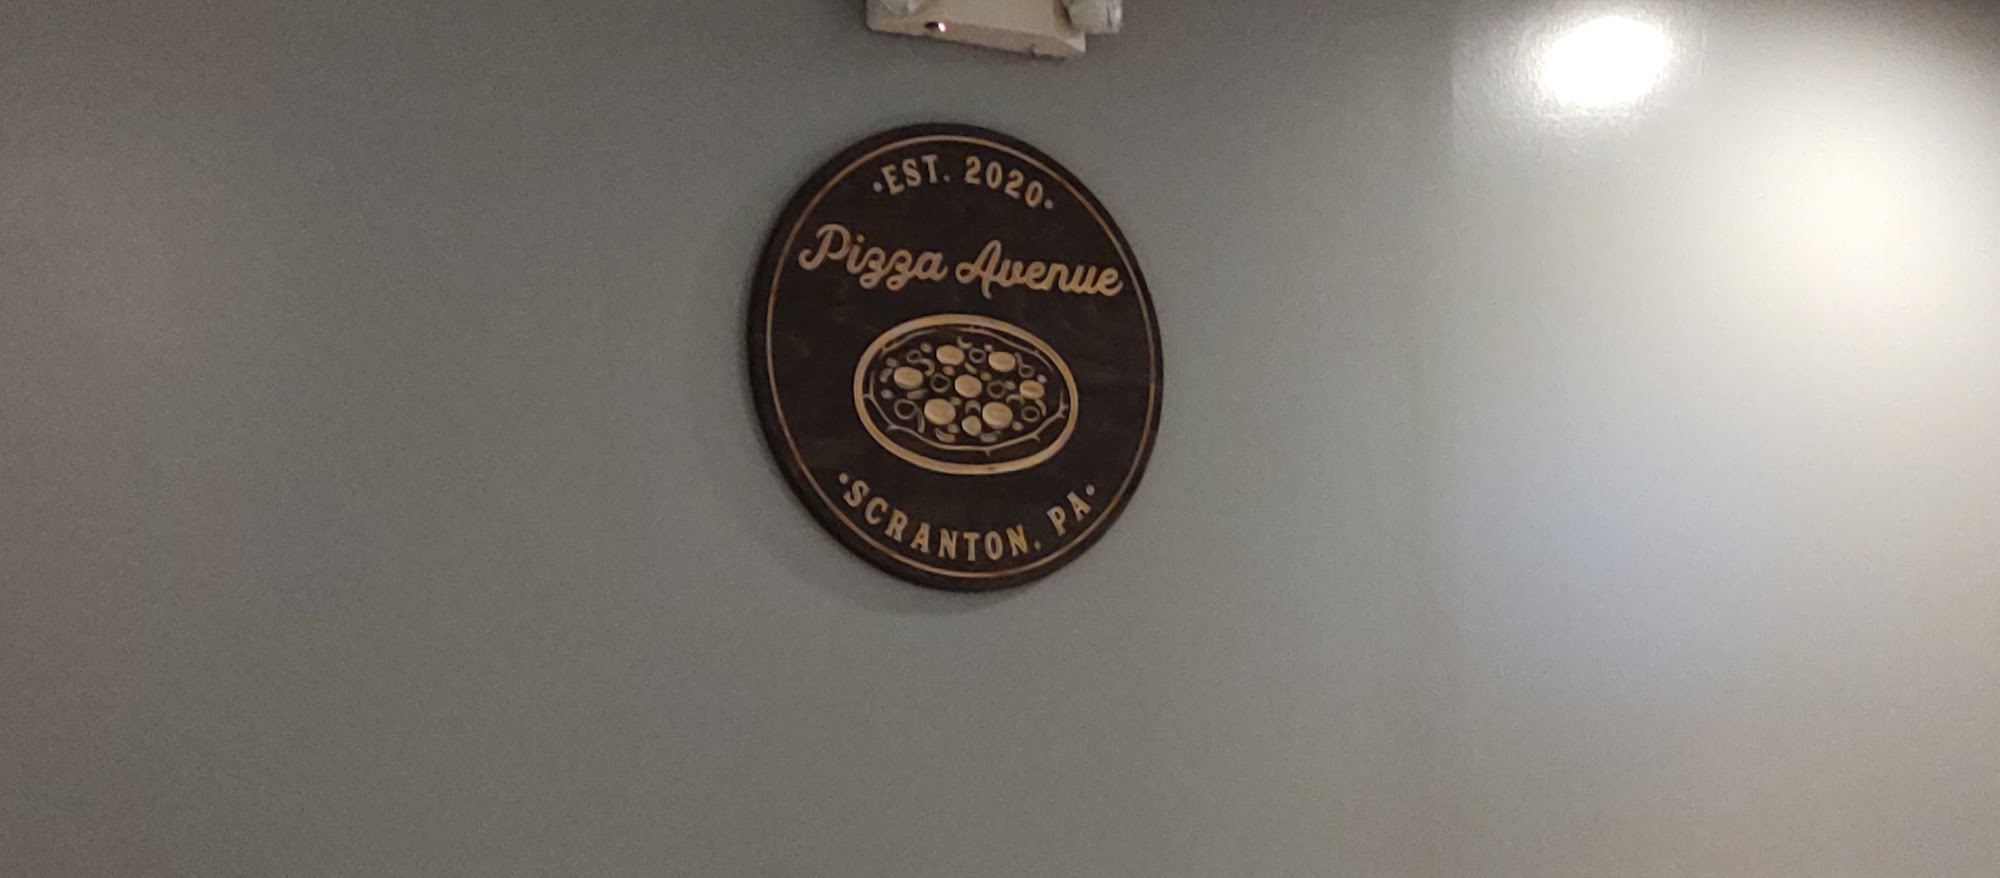 ·EST. 2020·
Pizza Avenue
·SCRANTON, PA·